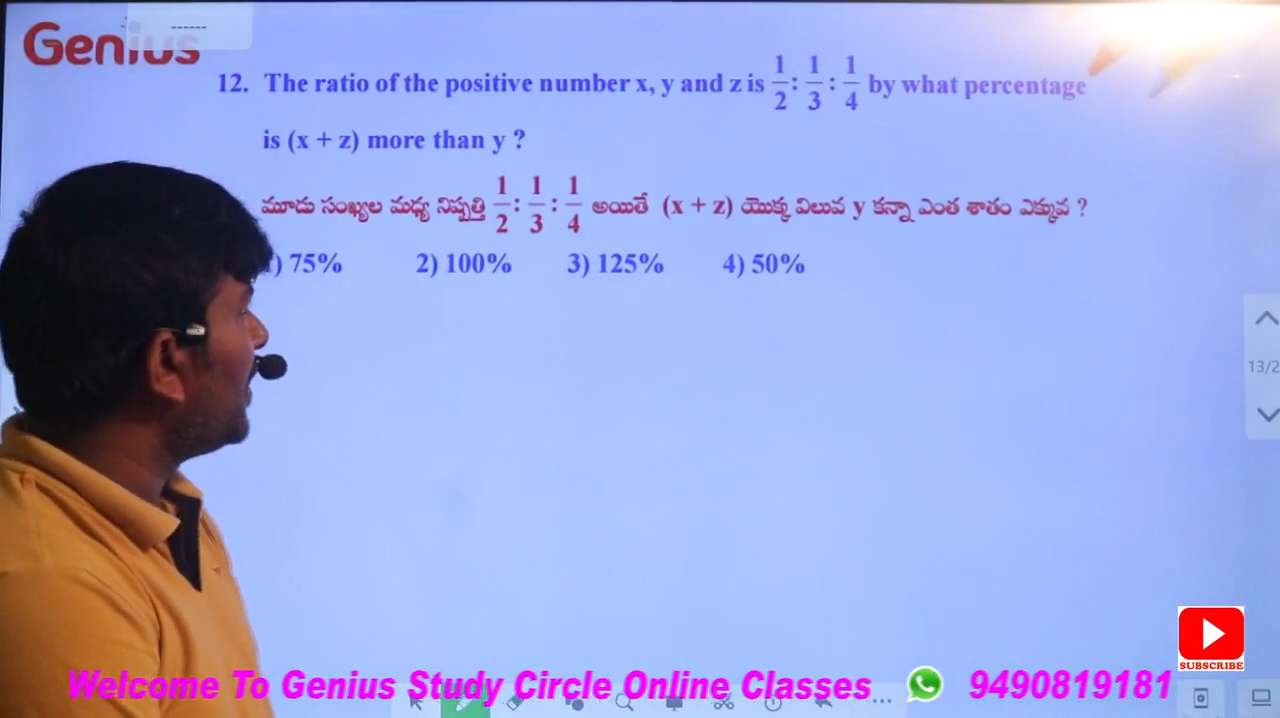 Genius
------
12. The ratio of the positive number x, y and z is 1/2 : 1/3 : 1/4 by what percentage
is (x + z) more than y ?
మూడు సంఖ్యల మధ్య నిష్పత్తి 1/2 : 1/3 : 1/4 అయితే (x + z) యొక్క విలువ y కన్నా ఎంత శాతం ఎక్కువ ?
) 75% 2) 100% 3) 125% 4) 50%
13/2
SUBSCRIBE
Welcome To Genius Study Circle Online Classes 9490819181